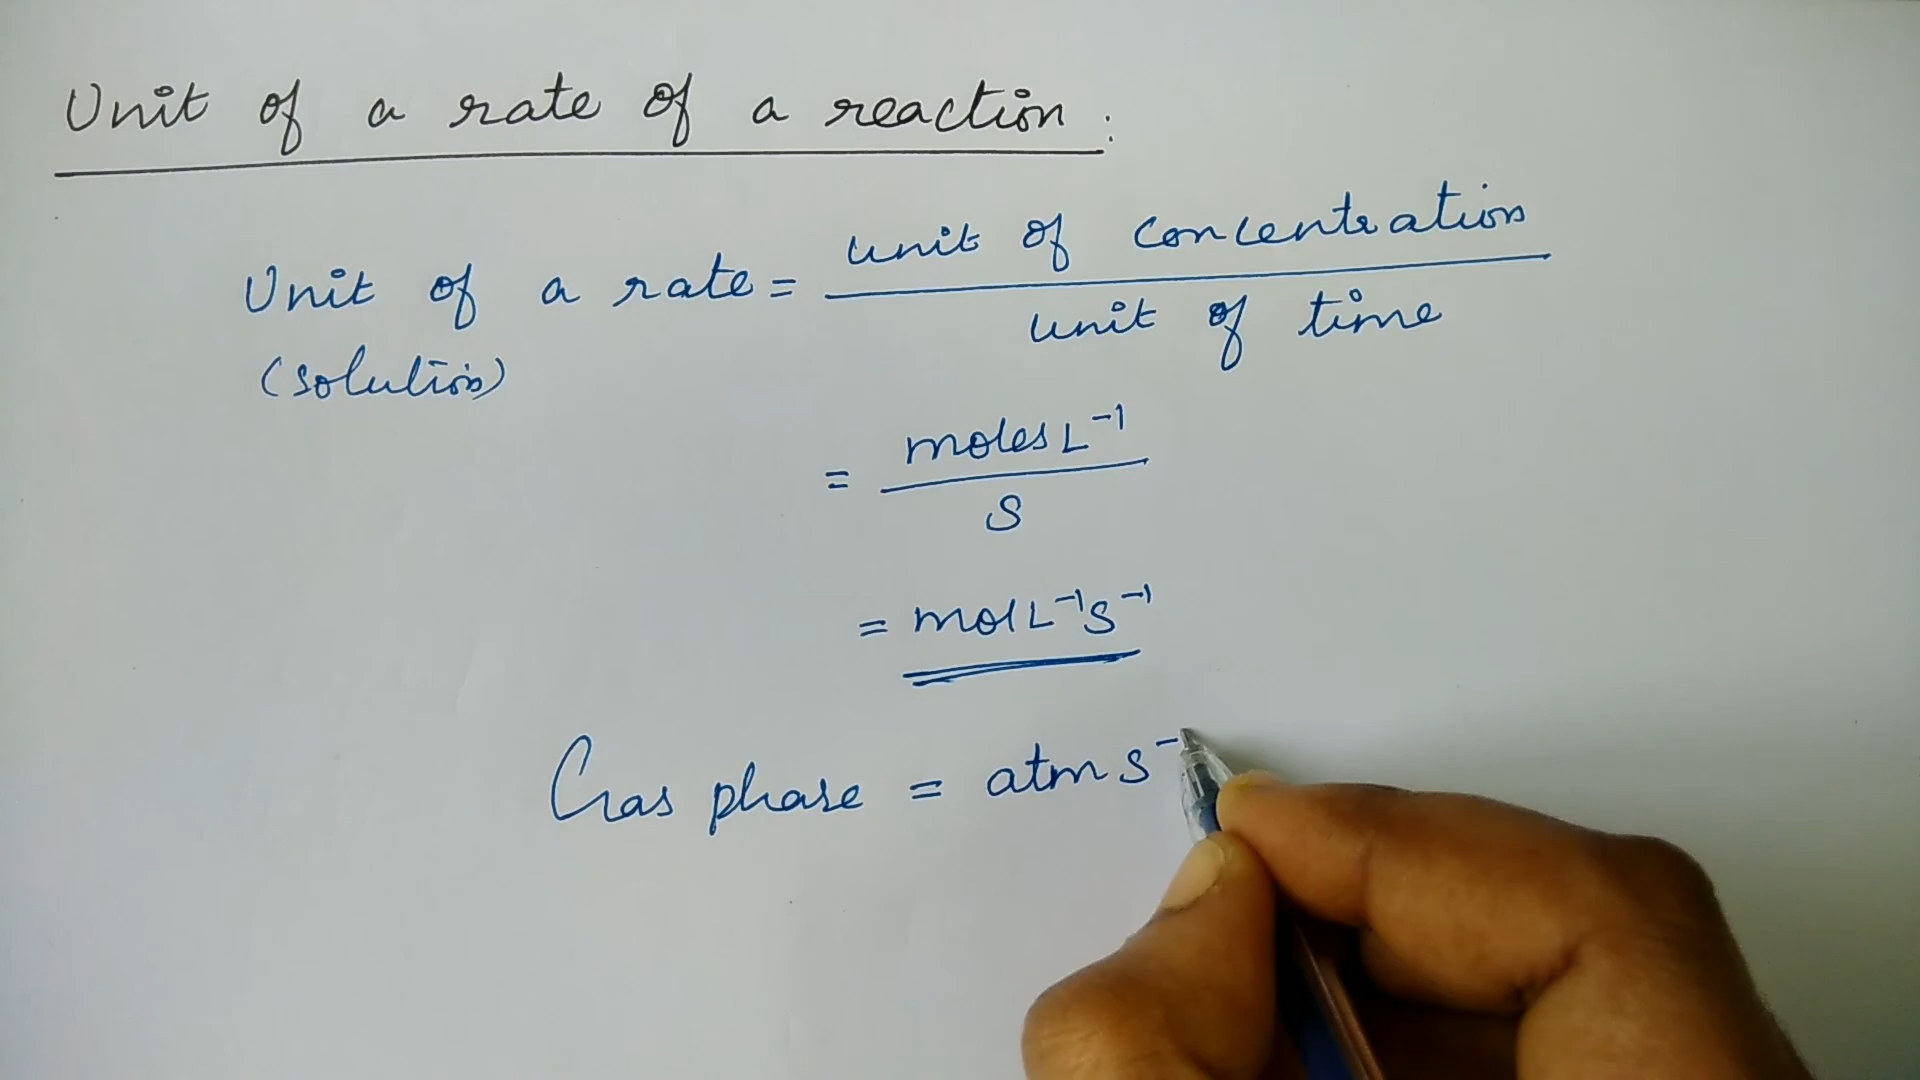 Unit of a rate of a reaction:
Unit of a rate = unit of concentration / unit of time
(solution)
= moles L⁻¹ / S
= mol L⁻¹ S⁻¹
Gas phase = atm s⁻